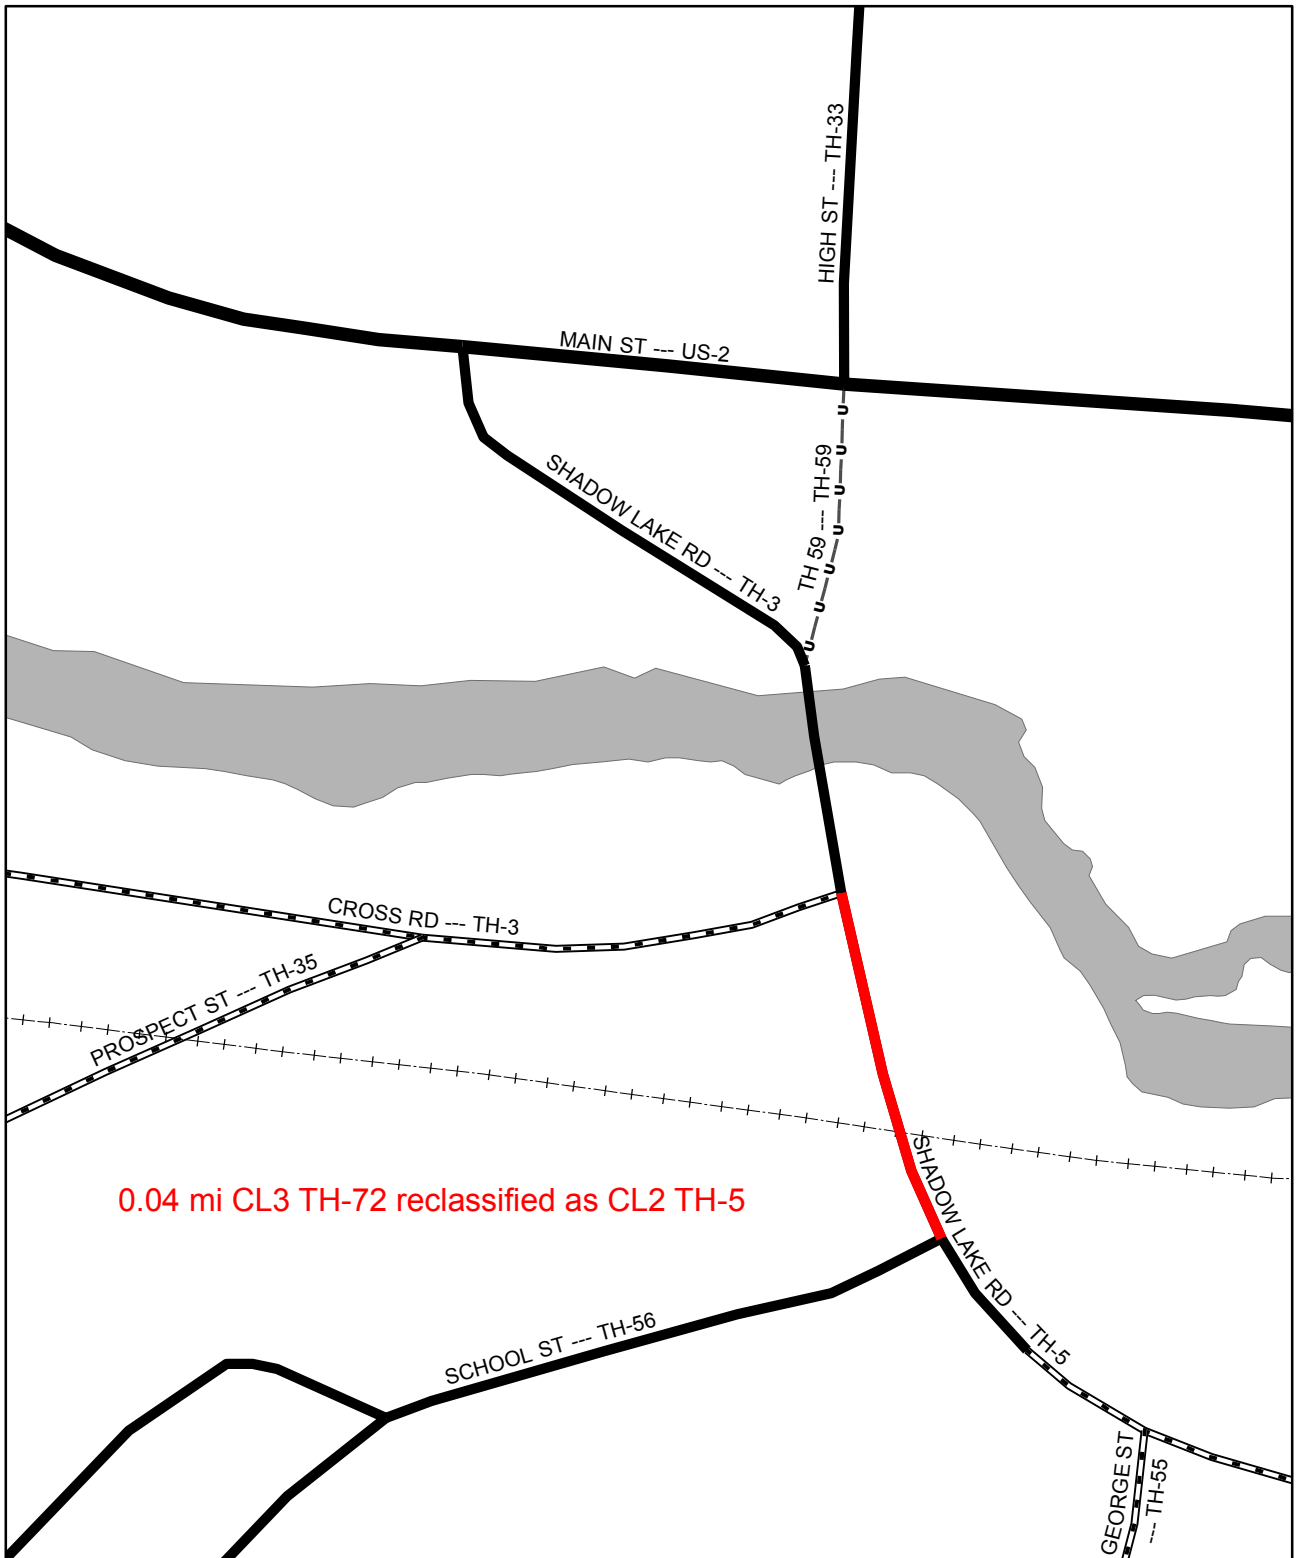 HIGH ST --- TH-33
MAIN ST --- US-2
SHADOW LAKE RD --- TH-3
TH 59 --- TH-59
CROSS RD --- TH-3
PROSPECT ST --- TH-35
0.04 mi CL3 TH-72 reclassified as CL2 TH-5
SHADOW LAKE RD --- TH-5
SCHOOL ST --- TH-56
GEORGE ST
--- TH-55